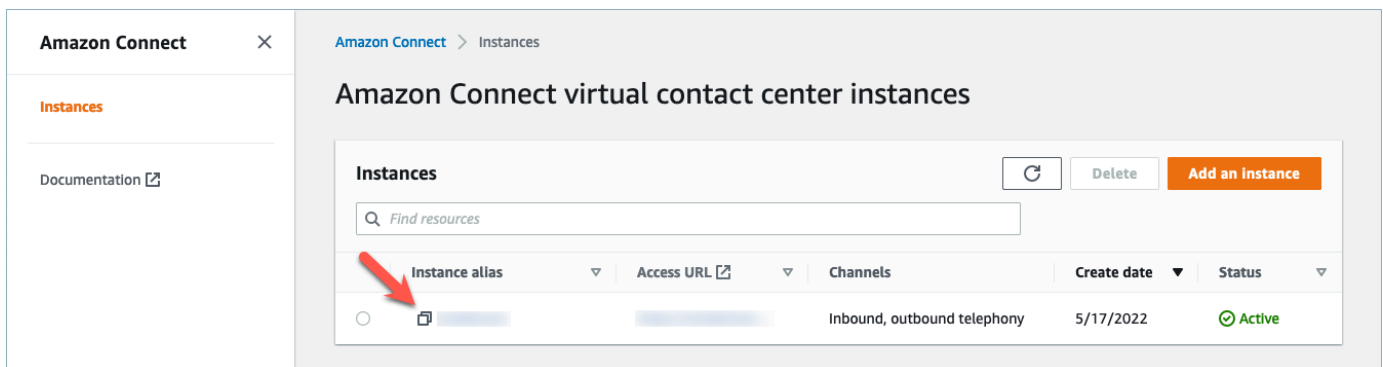 Amazon Connect
Instances
Documentation
Amazon Connect > Instances
Amazon Connect virtual contact center instances
Instances
Delete
Add an instance
Find resources
Instance alias Access URL Channels Create date Status
Inbound, outbound telephony 5/17/2022 Active